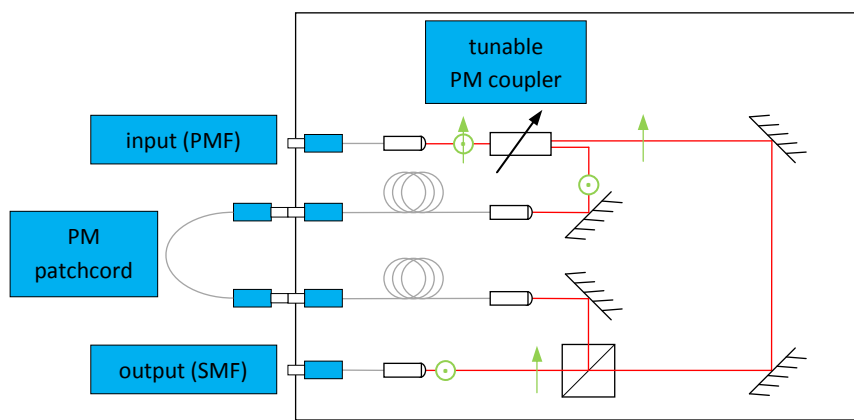 tunable
PM coupler
input (PMF)
PM
patchcord
output (SMF)